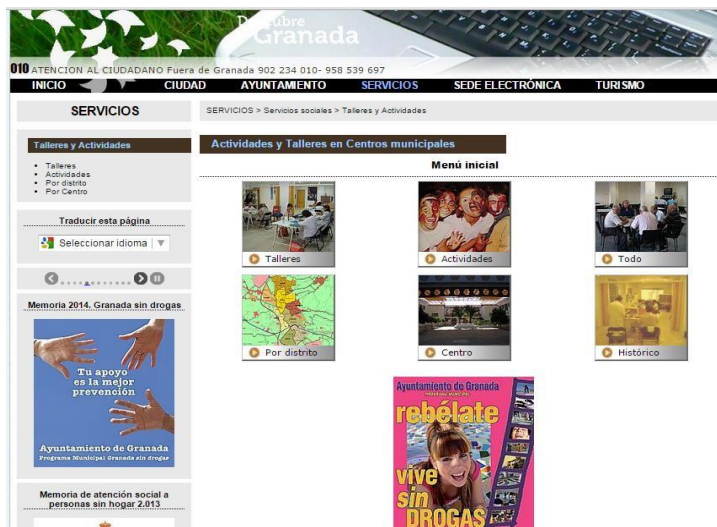 Descubre
Granada
010 ATENCION AL CIUDADANO Fuera de Granada 902 234 010- 958 539 697
INICIO CIUDAD AYUNTAMIENTO SERVICIOS SEDE ELECTRÓNICA TURISMO
SERVICIOS
SERVICIOS > Servicios sociales > Talleres y Actividades
Talleres y Actividades
Talleres
Actividades
Por distrito
Por Centro
Traducir esta página
Seleccionar idioma
Memoria 2014. Granada sin drogas
Tu apoyo
es la mejor
prevención
Ayuntamiento de Granada
Programa Municipal Granada sin drogas
Memoria de atención social a
personas sin hogar 2.013
Actividades y Talleres en Centros municipales
Menú inicial
Talleres
Actividades
Todo
Por distrito
Centro
Histórico
Ayuntamiento de Granada
PROGRAMA MUNICIPAL
rebélate
vive
sin
DROGAS